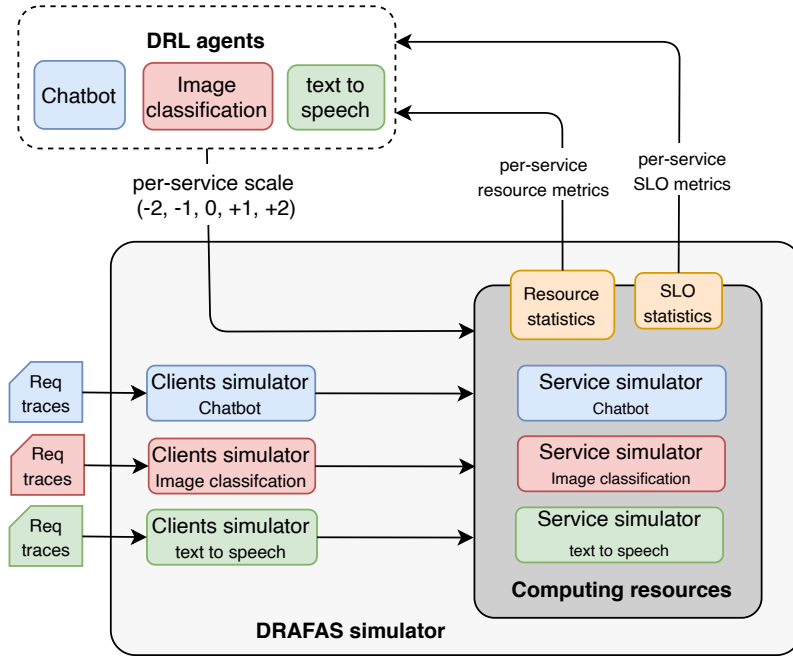 DRL agents
Chatbot
Image
classification
text to
speech
per-service scale
(-2, -1, 0, +1, +2)
per-service
resource metrics
per-service
SLO metrics
Resource
statistics
SLO
statistics
Req
traces
Clients simulator
Chatbot
Service simulator
Chatbot
Req
traces
Clients simulator
Image classifcation
Service simulator
Image classification
Req
traces
Clients simulator
text to speech
Service simulator
text to speech
Computing resources
DRAFAS simulator